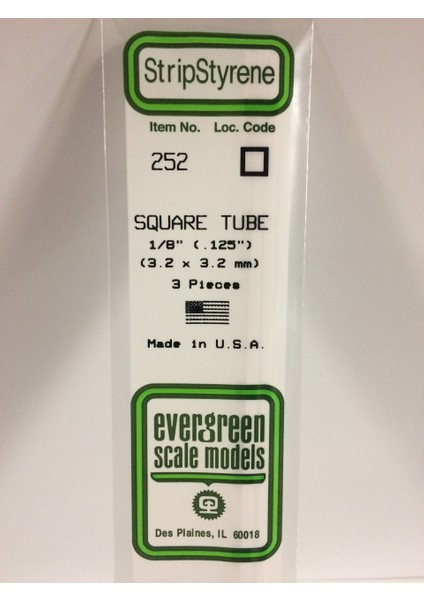 StripStyrene
Item No. Loc. Code
252
SQUARE TUBE
1/8" (.125")
(3.2 x 3.2 mm)
3 Pieces
Made in U.S.A.
evergreen
scale models
Des Plaines, IL 60018